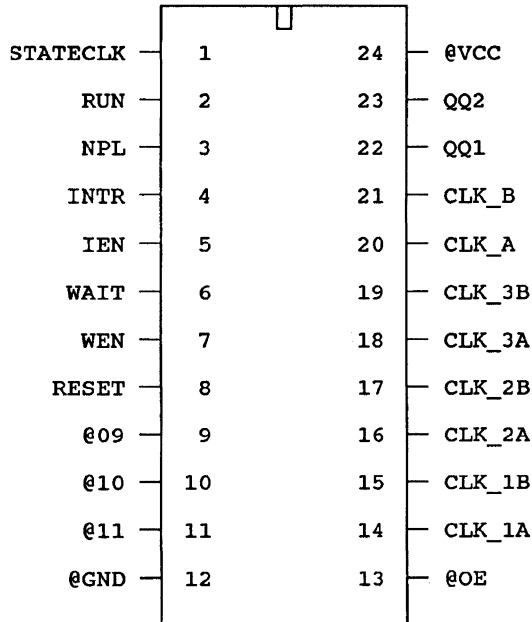 STATECLK 1 24 @VCC
RUN 2 23 QQ2
NPL 3 22 QQ1
INTR 4 21 CLK_B
IEN 5 20 CLK_A
WAIT 6 19 CLK_3B
WEN 7 18 CLK_3A
RESET 8 17 CLK_2B
@09 9 16 CLK_2A
@10 10 15 CLK_1B
@11 11 14 CLK_1A
@GND 12 13 @OE